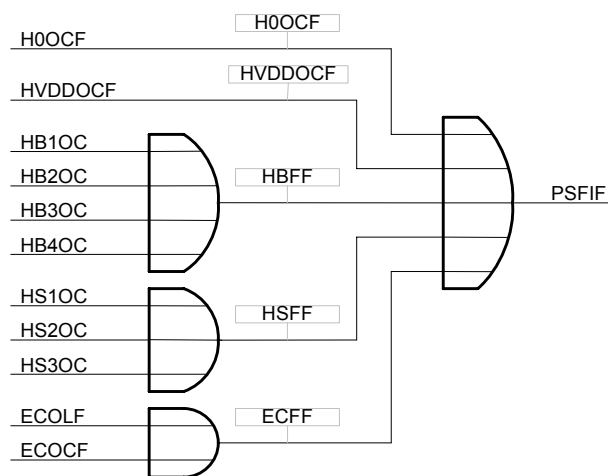 H0OCF
H0OCF
HVDDOCF
HVDDOCF
HB1OC
HB2OC
HB3OC
HB4OC
HBFF
PSFIF
HS1OC
HS2OC
HS3OC
HSFF
ECOLF
ECOCF
ECFF